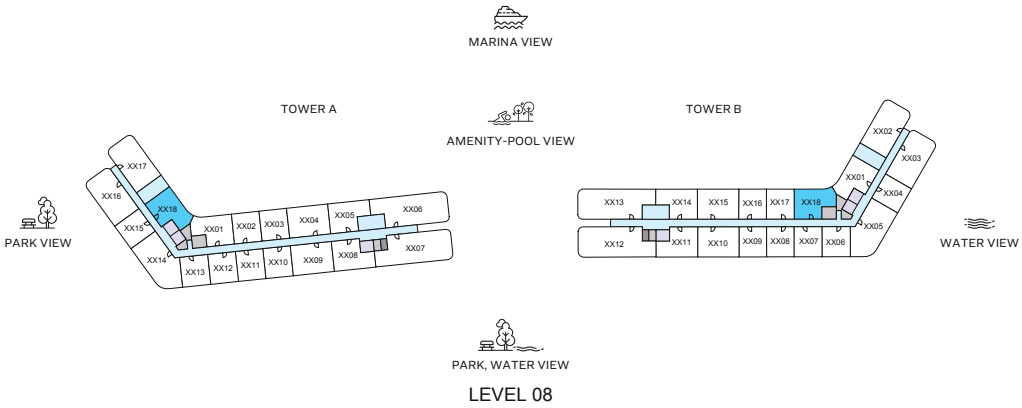 MARINA VIEW
TOWER A
TOWER B
AMENITY-POOL VIEW
PARK VIEW
WATER VIEW
XX17
XX16
XX18
XX15
XX14
XX01
XX02
XX03
XX04
XX05
XX06
XX13
XX12
XX11
XX10
XX09
XX08
XX07
XX02
XX03
XX01
XX04
XX05
XX13
XX14
XX15
XX16
XX17
XX18
XX12
XX11
XX10
XX09
XX08
XX07
XX06
PARK, WATER VIEW
LEVEL 08